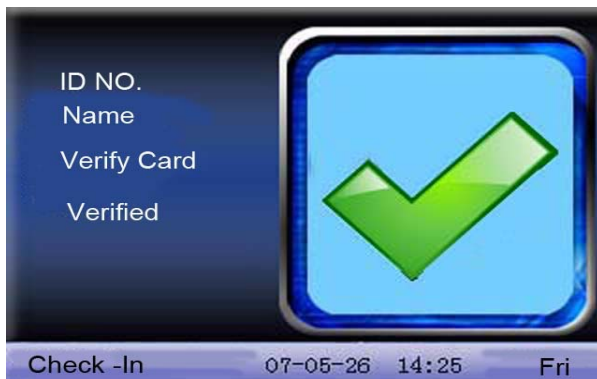 ID NO.
Name
Verify Card
Verified
Check -In 07-05-26 14:25 Fri